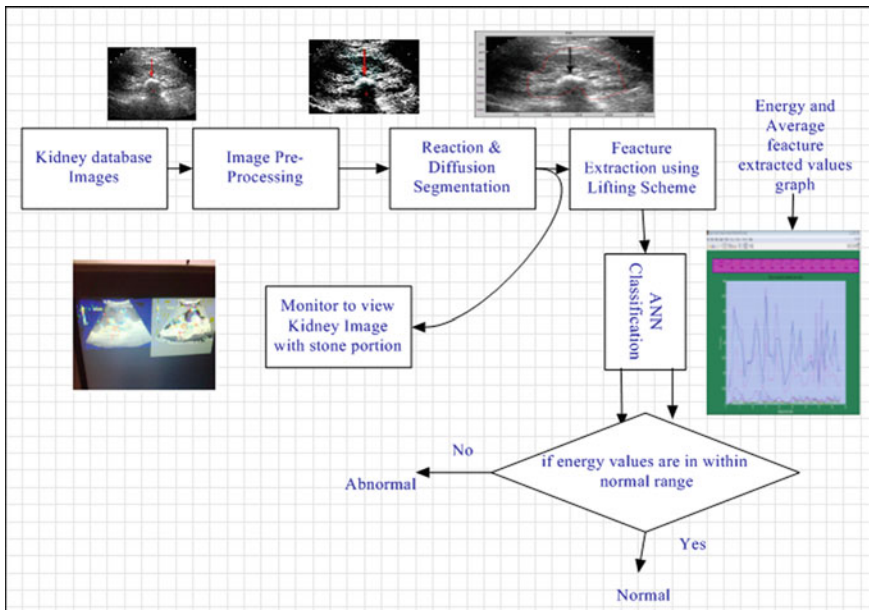 Kidney database
Images
Image Pre-
Processing
Reaction &
Diffusion
Segmentation
Feacture
Extraction using
Lifting Scheme
Energy and
Average
feacture
extracted values
graph
Monitor to view
Kidney Image
with stone portion
ANN
Classification
if energy values are in within
normal range
No
Abnormal
Yes
Normal